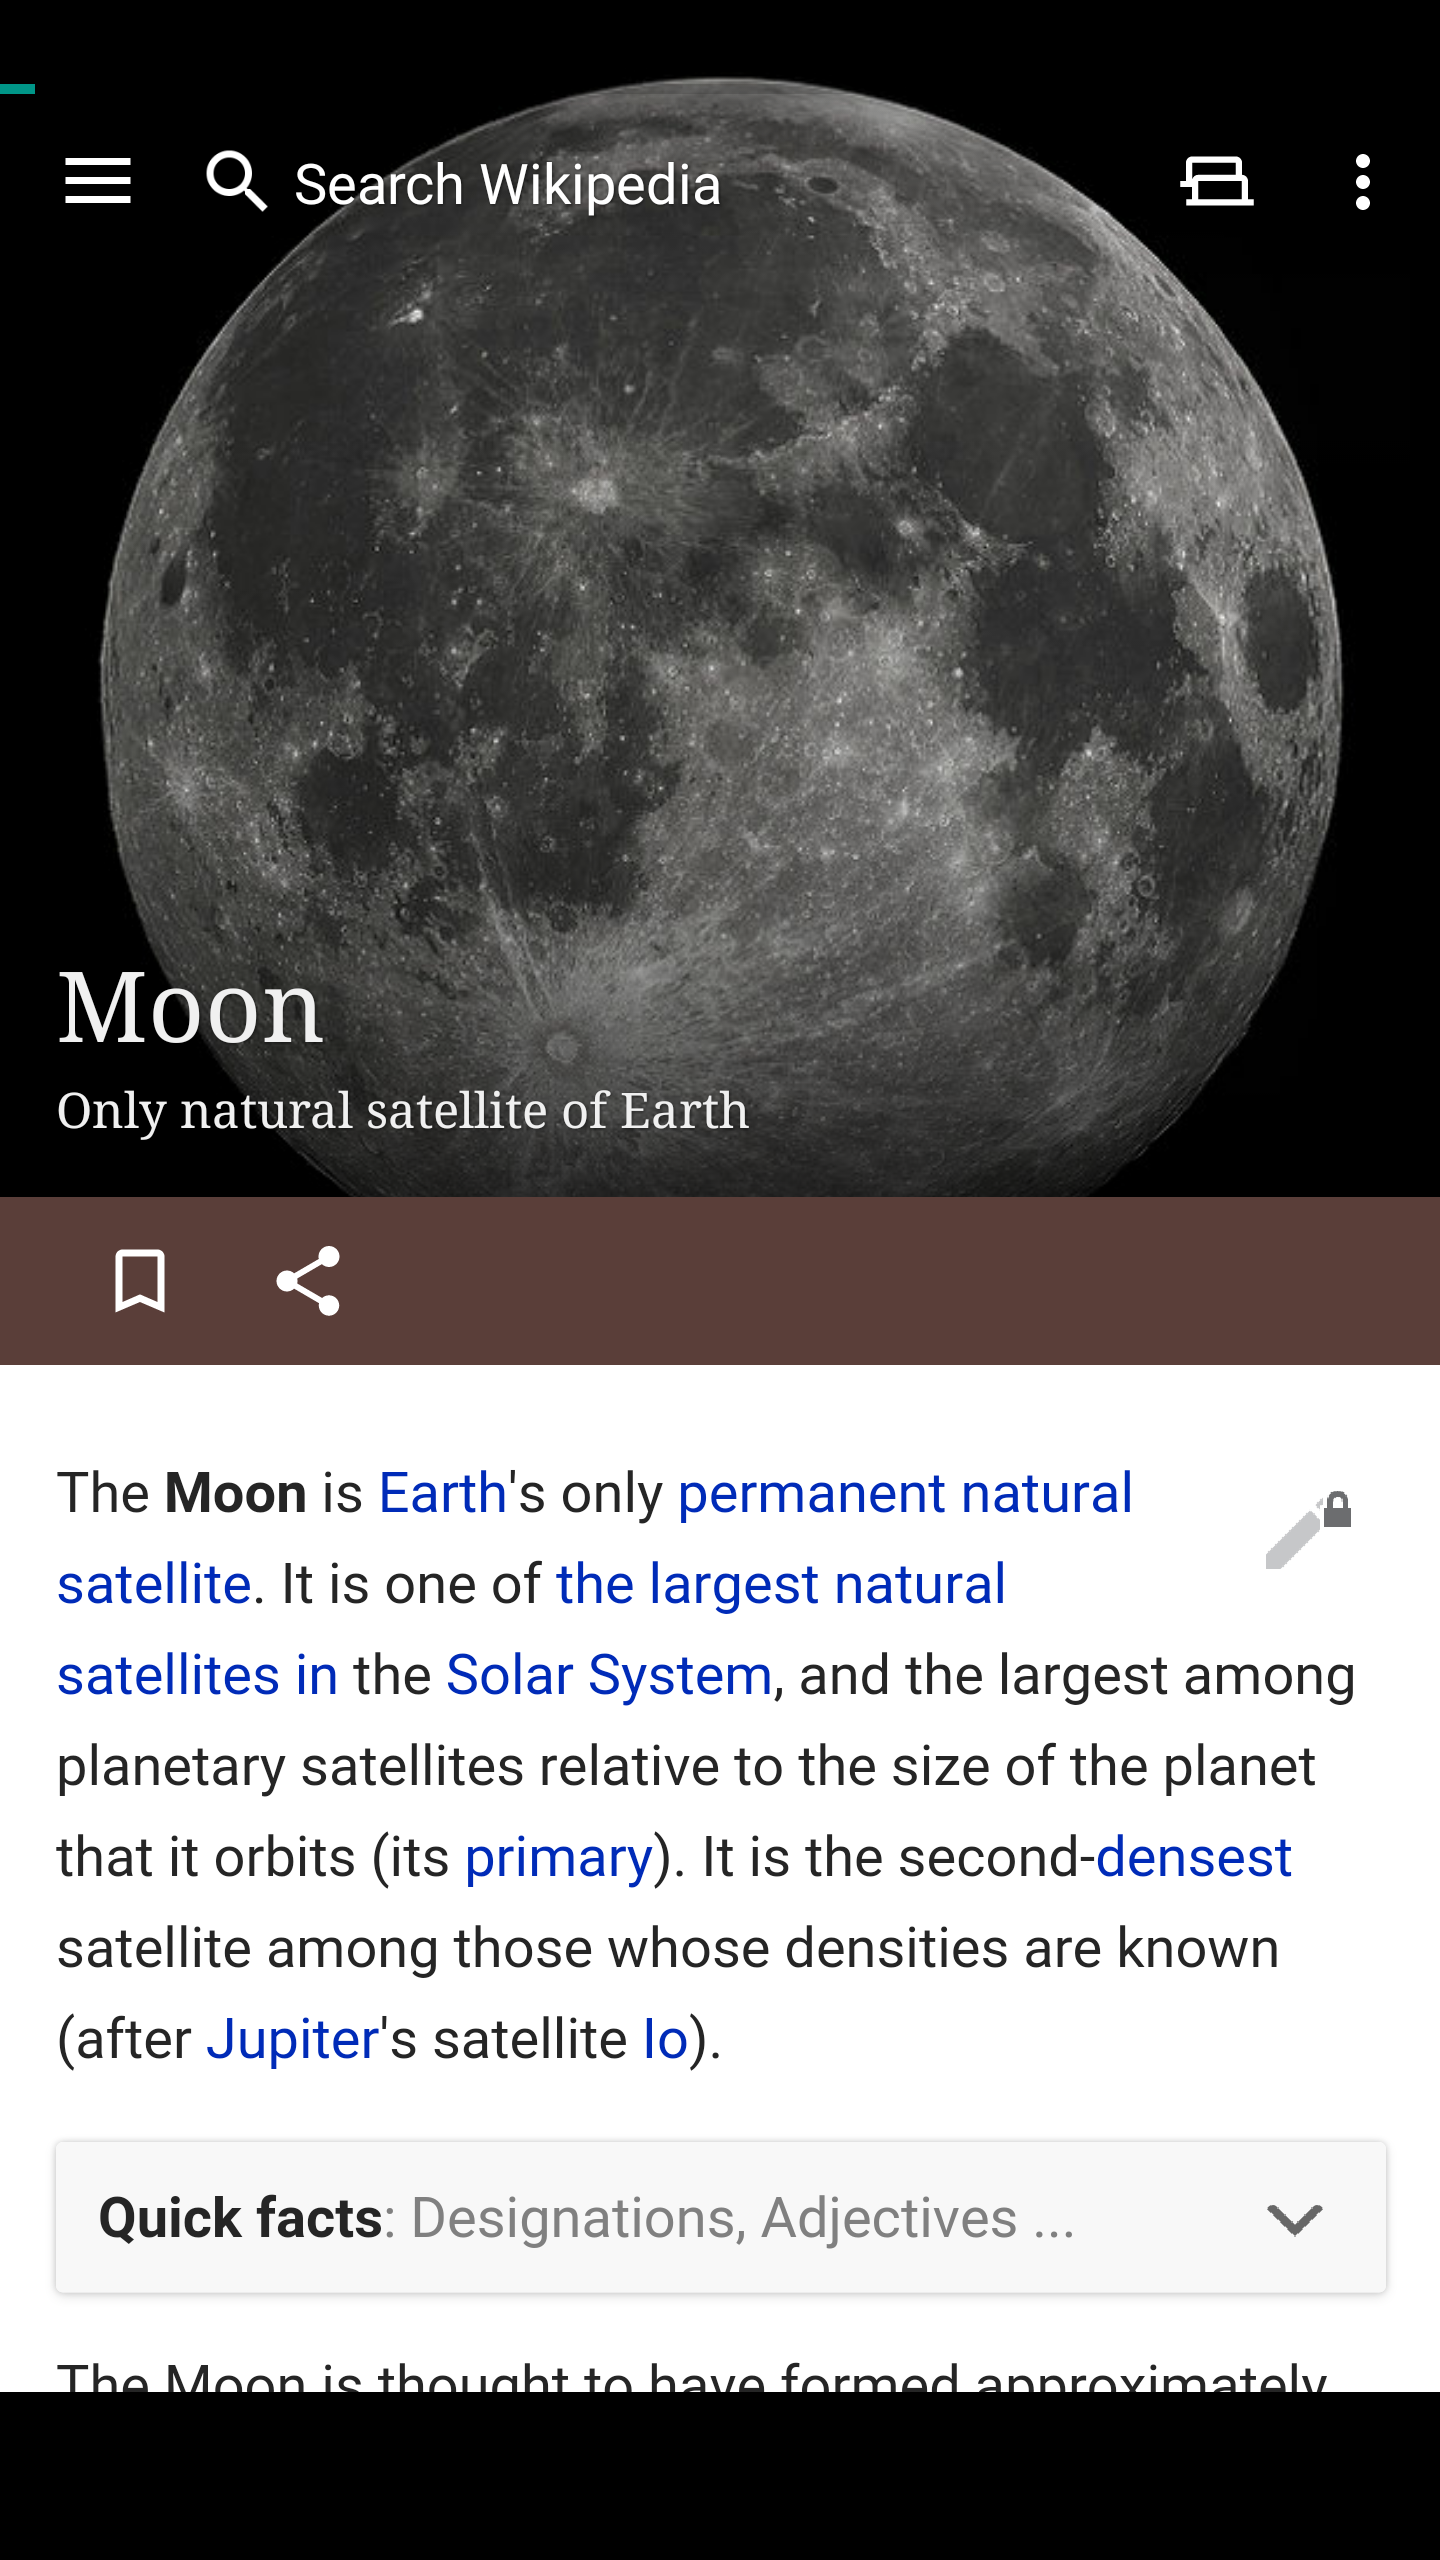 Search Wikipedia
Moon
Only natural satellite of Earth
The Moon is Earth's only permanent natural
satellite. It is one of the largest natural
satellites in the Solar System, and the largest among
planetary satellites relative to the size of the planet
that it orbits (its primary). It is the second-densest
satellite among those whose densities are known
(after Jupiter's satellite Io).
Quick facts: Designations, Adjectives ...
The Moon is thought to have formed approximately